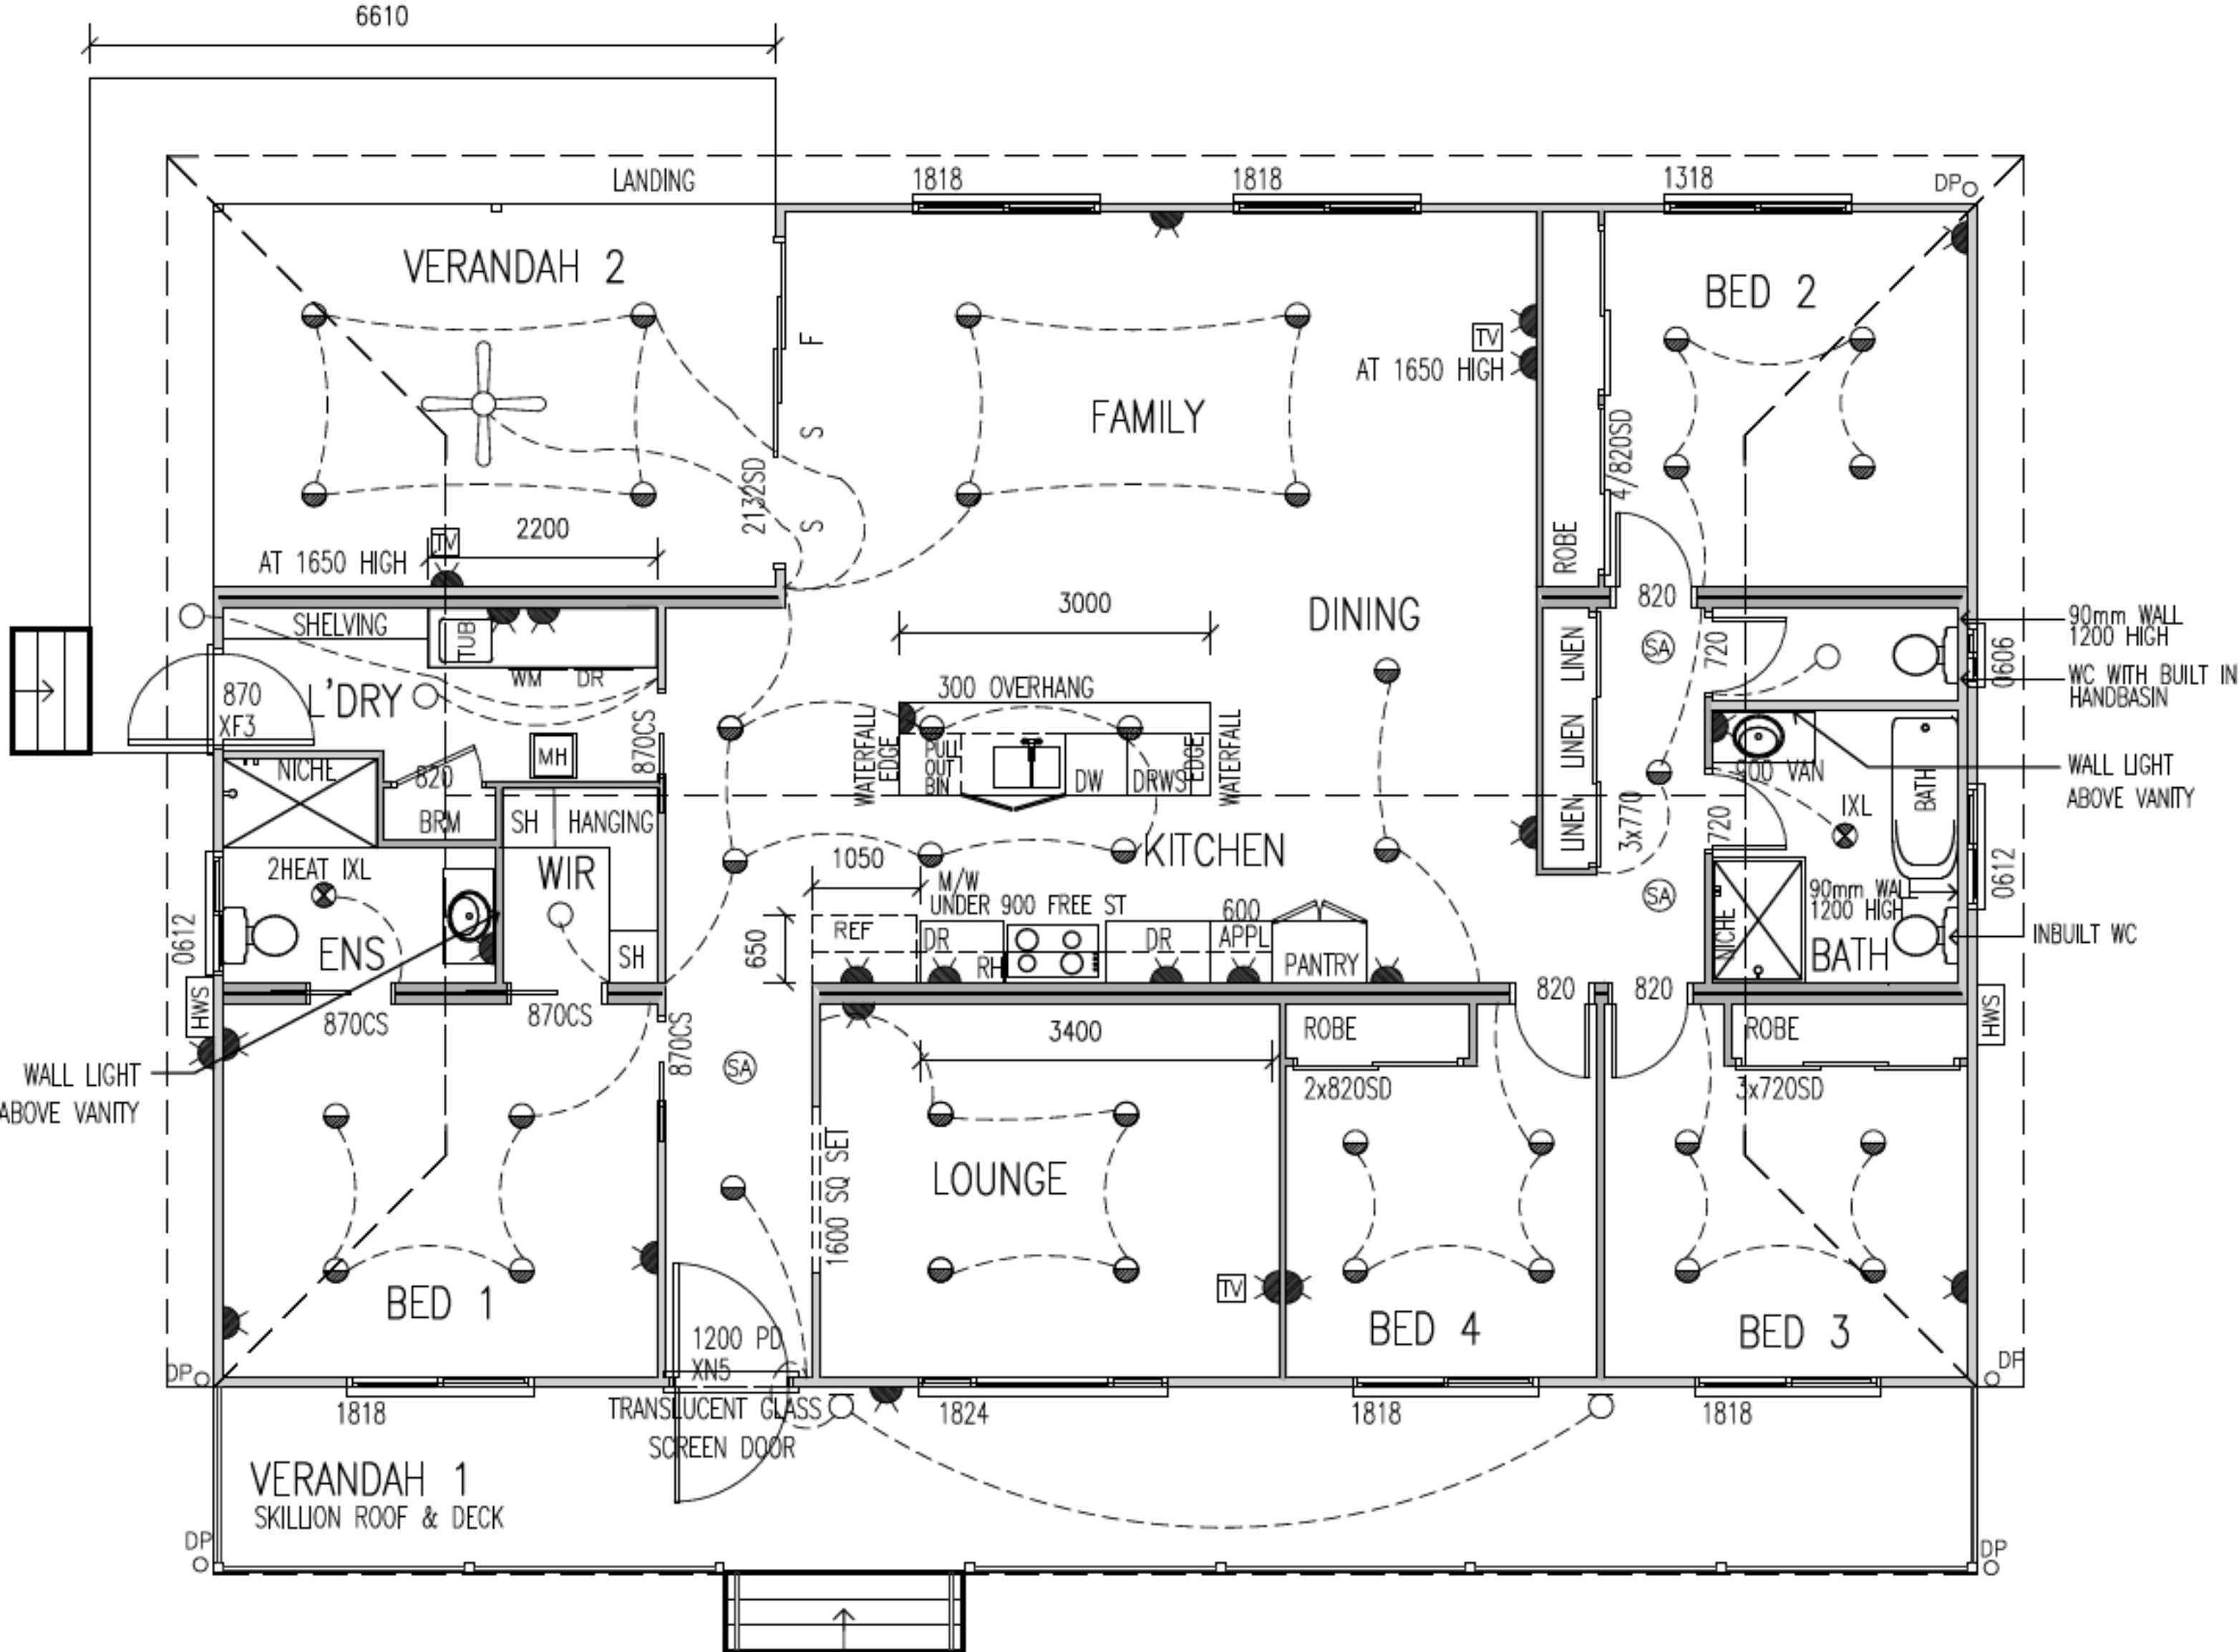 6610
LANDING
1818
1818
1318
DP
VERANDAH 2
F
S
S
2132SD
FAMILY
TV
AT 1650 HIGH
BED 2
4/820SD
ROBE
TV
AT 1650 HIGH
2200
SHELVING
TUB
WM
DR
870
XF3
L'DRY
MH
870CS
3000
DINING
300 OVERHANG
WATERFALL
EDGE
PULL
OUT
BIN
DW
DRWS
EDGE
WATERFALL
KITCHEN
LINEN
LINEN
LINEN
3x770
820
SA
720
0606
90mm WALL
1200 HIGH
WC WITH BUILT IN
HANDBASIN
900 VAN
IXL
BATH
WALL LIGHT
ABOVE VANITY
720
0612
SA
NICHE
90mm WALL
1200 HIGH
BATH
INBUILT WC
NICHE
820
BRM
SH
HANGING
2HEAT IXL
WIR
0612
ENS
SH
HWS
870CS
870CS
1050
650
M/W
UNDER 900 FREE ST
REF
DR
RH
DR
600
APPL
PANTRY
820
820
HWS
WALL LIGHT
ABOVE VANITY
870CS
SA
3400
ROBE
2x820SD
ROBE
3x720SD
1600 SQ SET
LOUNGE
TV
BED 1
1200 PD
XN5
BED 4
BED 3
DP
DP
1818
TRANSLUCENT GLASS
SCREEN DOOR
1824
1818
1818
VERANDAH 1
SKILLION ROOF & DECK
DP
DP